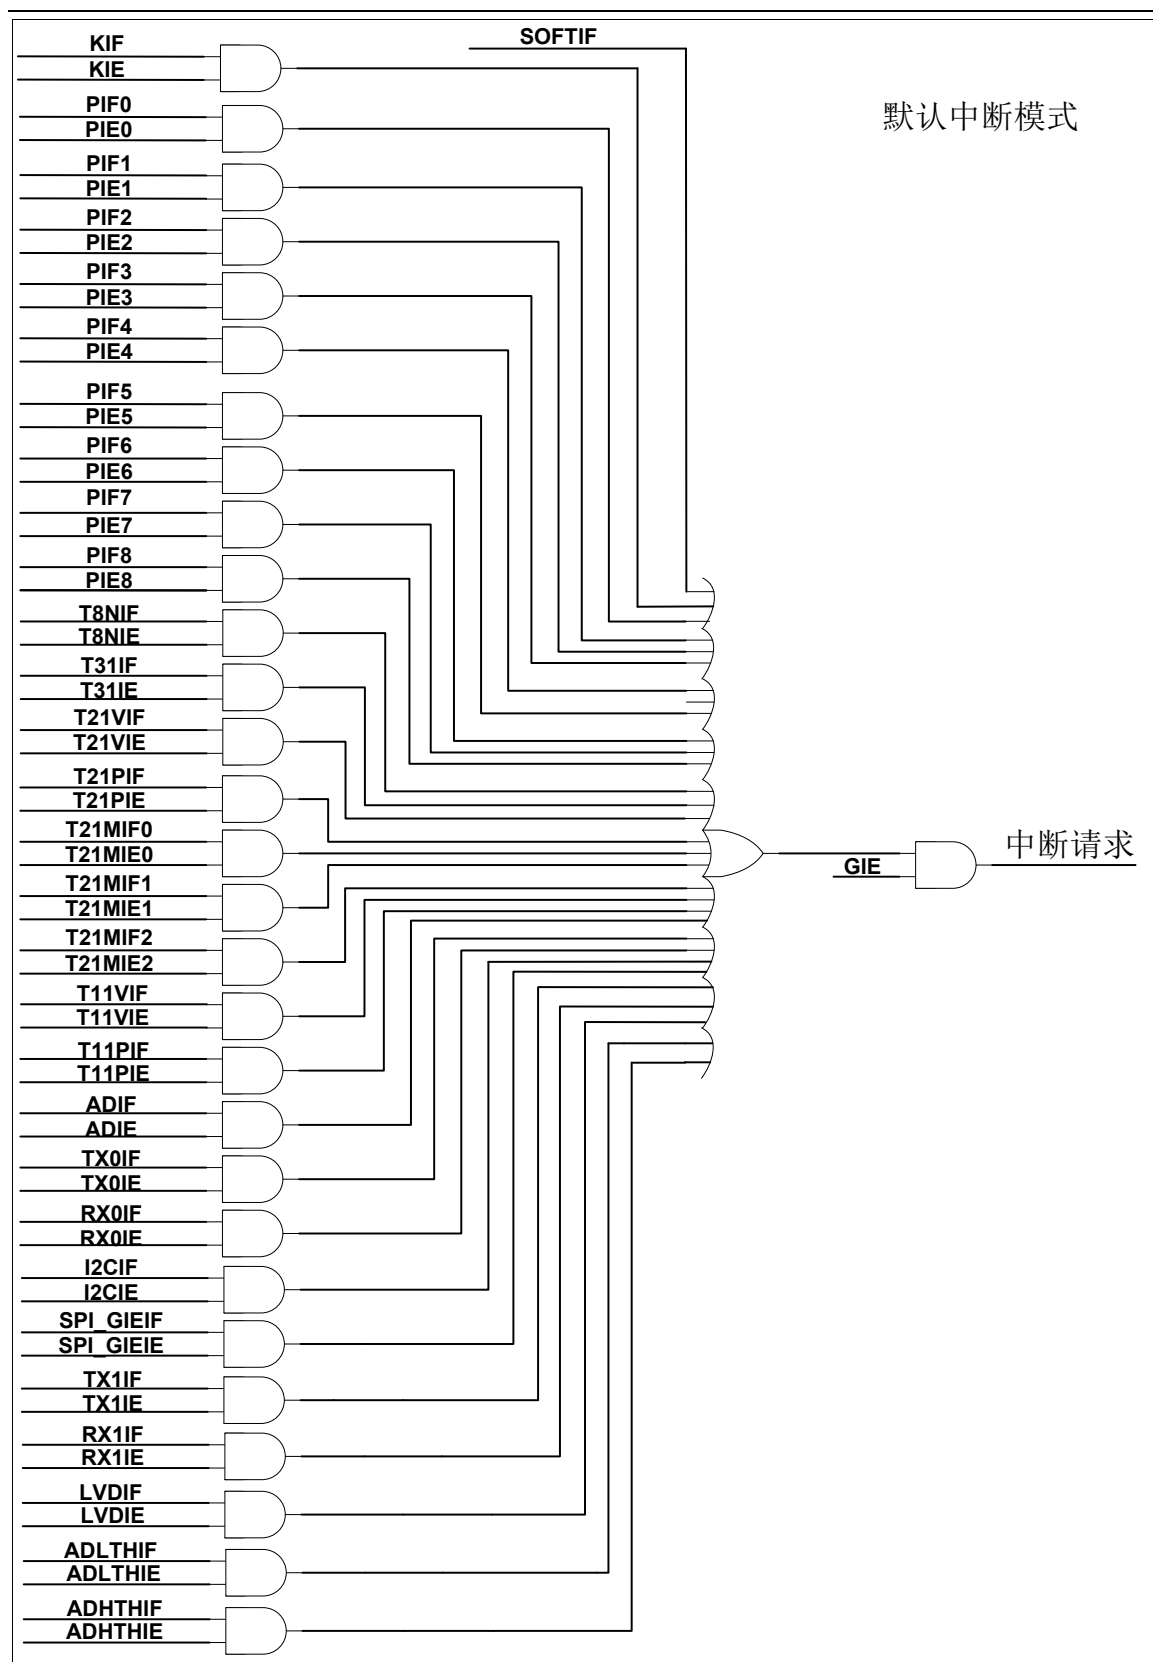 KIF
SOFTIF
KIE
默认中断模式
PIF0
PIE0
PIF1
PIE1
PIF2
PIE2
PIF3
PIE3
PIF4
PIE4
PIF5
PIE5
PIF6
PIE6
PIF7
PIE7
PIF8
PIE8
T8NIF
T8NIE
T31IF
T31IE
T21VIF
T21VIE
T21PIF
T21PIE
T21MIF0
T21MIE0
中断请求
GIE
T21MIF1
T21MIE1
T21MIF2
T21MIE2
T11VIF
T11VIE
T11PIF
T11PIE
ADIF
ADIE
TX0IF
TX0IE
RX0IF
RX0IE
I2CIF
I2CIE
SPI_GIEIF
SPI_GIEIE
TX1IF
TX1IE
RX1IF
RX1IE
LVDIF
LVDIE
ADLTHIF
ADLTHIE
ADHTHIF
ADHTHIE